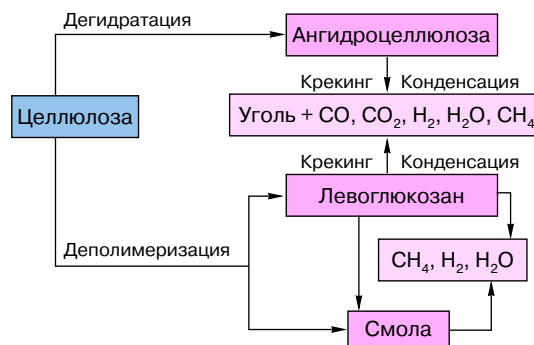 Дегидратация
Ангидроцеллюлоза
Крекинг Конденсация
Целлюлоза
Уголь + CO, CO₂, H₂, H₂O, CH₄
Крекинг Конденсация
Левоглюкозан
Деполимеризация
CH₄, H₂, H₂O
Смола